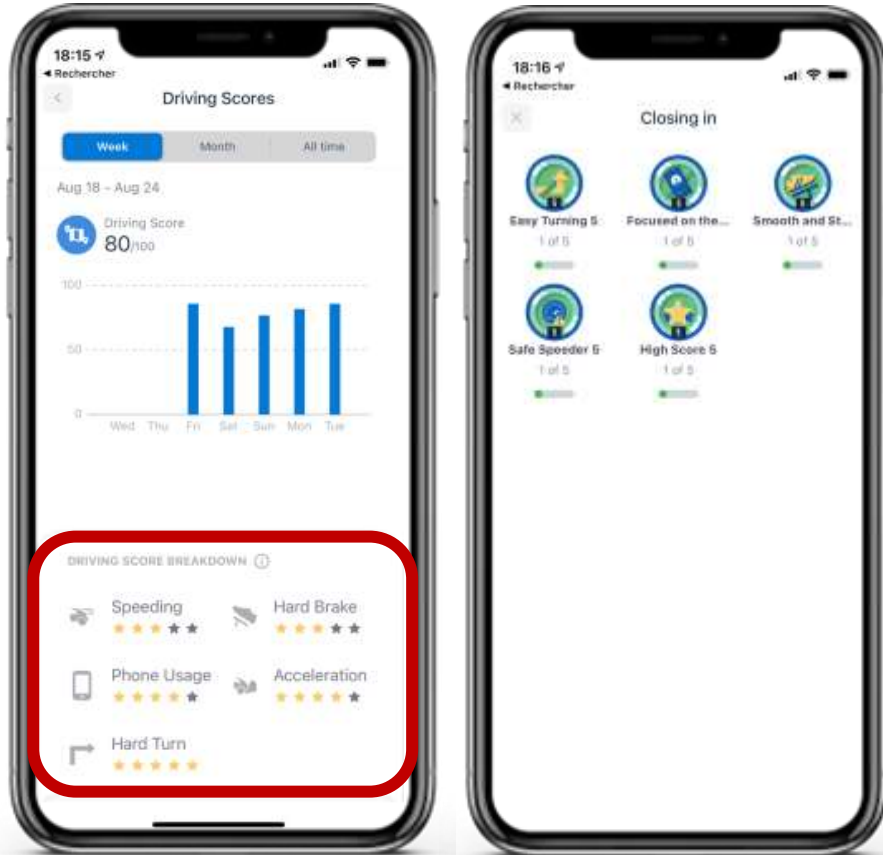 18:15
◀ Rechercher
Driving Scores
Week Month All time
Aug 18 - Aug 24
Driving Score
80/100
100
50
0
Wed Thu Fri Sat Sun Mon Tue
DRIVING SCORE BREAKDOWN
Speeding Hard Brake
Phone Usage Acceleration
Hard Turn
18:16
◀ Rechercher
Closing in
Easy Turning 5 Focused on the... Smooth and St...
1 of 5 1 of 5 1 of 5
Safe Speeder 5 High Score 5
1 of 5 1 of 5